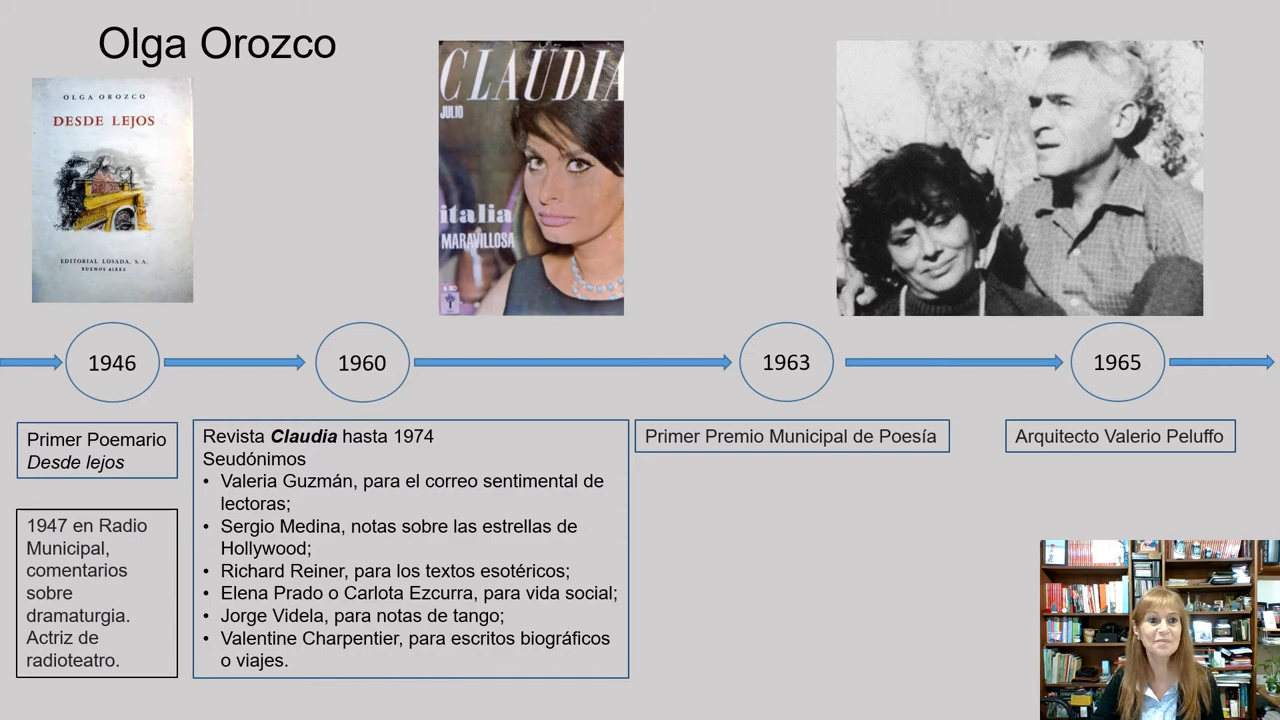 Olga Orozco
OLGA OROZCO
DESDE LEJOS
EDITORIAL LOSADA, S. A.
BUENOS AIRES
CLAUDIA
JULIO
italia
MARAVILLOSA
1946
1960
1963
1965
Primer Poemario
Desde lejos
1947 en Radio
Municipal,
comentarios
sobre
dramaturgia.
Actriz de
radioteatro.
Revista Claudia hasta 1974
Seudónimos
• Valeria Guzmán, para el correo sentimental de
lectoras;
• Sergio Medina, notas sobre las estrellas de
Hollywood;
• Richard Reiner, para los textos esotéricos;
• Elena Prado o Carlota Ezcurra, para vida social;
• Jorge Videla, para notas de tango;
• Valentine Charpentier, para escritos biográficos
o viajes.
Primer Premio Municipal de Poesía
Arquitecto Valerio Peluffo